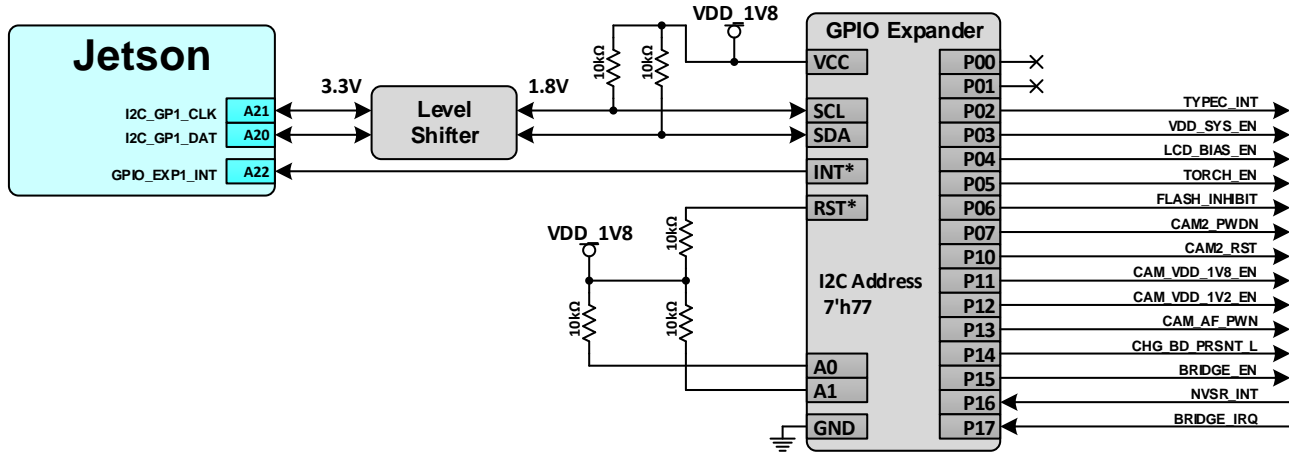 Jetson
I2C_GP1_CLK A21
I2C_GP1_DAT A20
GPIO_EXP1_INT A22
3.3V
Level
Shifter
1.8V
10kΩ
10kΩ
VDD_1V8
VDD_1V8
10kΩ
10kΩ
10kΩ
GPIO Expander
VCC
SCL
SDA
INT*
RST*
I2C Address
7'h77
A0
A1
GND
P00
P01
P02 TYPEC_INT
P03 VDD_SYS_EN
P04 LCD_BIAS_EN
P05 TORCH_EN
P06 FLASH_INHIBIT
P07 CAM2_PWDN
P10 CAM2_RST
P11 CAM_VDD_1V8_EN
P12 CAM_VDD_1V2_EN
P13 CAM_AF_PWN
P14 CHG_BD_PRSNT_L
P15 BRIDGE_EN
P16 NVSR_INT
P17 BRIDGE_IRQ